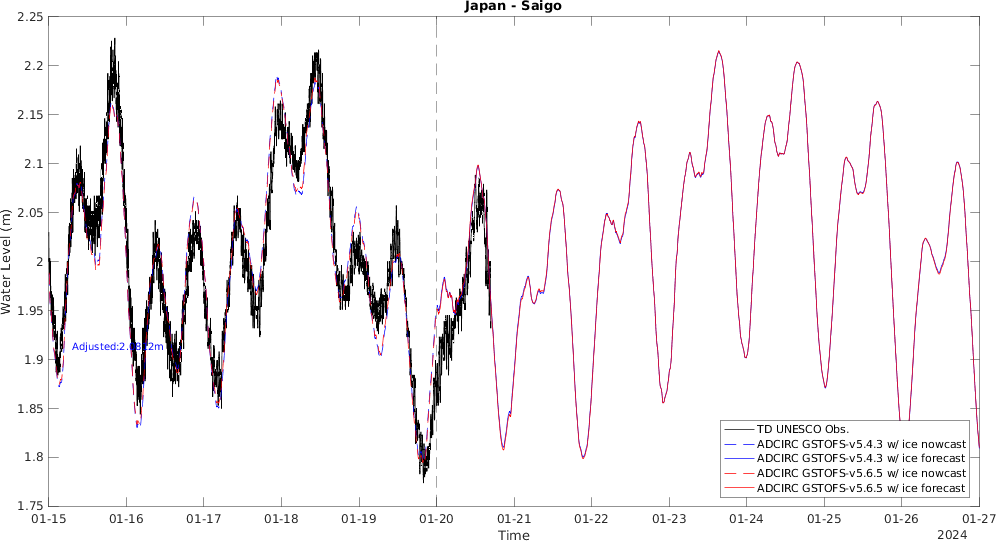 Japan - Saigo
Water Level (m)
2.25
2.2
2.15
2.1
2.05
2
1.95
1.9
1.85
1.8
1.75
TD UNESCO Obs.
ADCIRC GSTOFS-v5.4.3 w/ ice nowcast
ADCIRC GSTOFS-v5.4.3 w/ ice forecast
ADCIRC GSTOFS-v5.6.5 w/ ice nowcast
ADCIRC GSTOFS-v5.6.5 w/ ice forecast
01-15 01-16 01-17 01-18 01-19 01-20 01-21 01-22 01-23 01-24 01-25 01-26 01-27
Time
2024